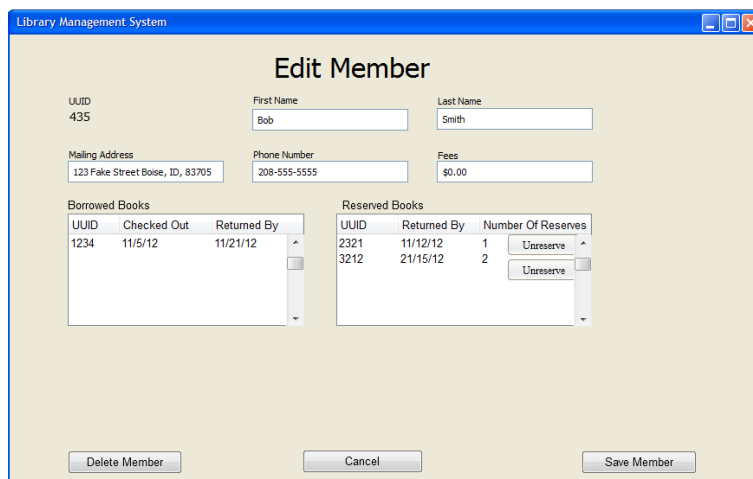 Library Management System
Edit Member
UUID First Name Last Name
435 Bob Smith
Mailing Address Phone Number Fees
123 Fake Street Boise, ID, 83705 208-555-5555 $0.00
Borrowed Books Reserved Books
UUID Checked Out Returned By UUID Returned By Number Of Reserves
1234 11/5/12 11/21/12 2321 11/12/12 1 Unreserve
3212 21/15/12 2 Unreserve
Delete Member Cancel Save Member